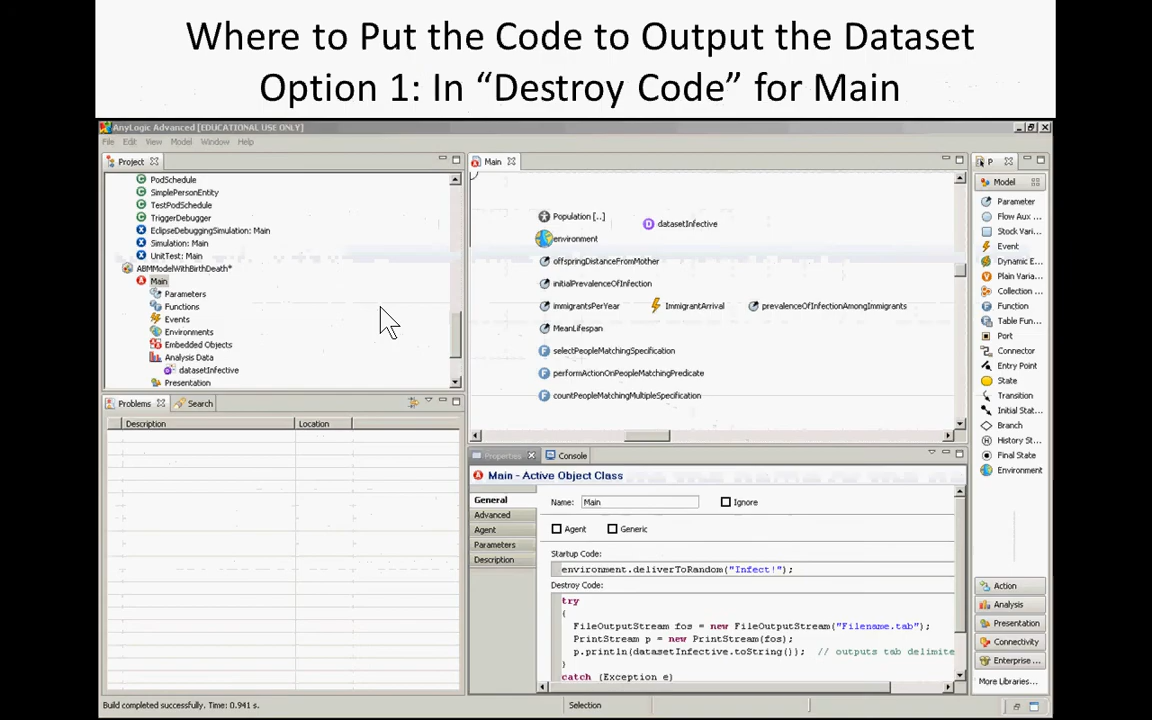 Where to Put the Code to Output the Dataset
Option 1: In “Destroy Code” for Main
AnyLogic Advanced [EDUCATIONAL USE ONLY]
File Edit View Model Window Help
Project
PodSchedule
SimplePersonEntity
TestPODSchedule
TriggerDebugger
EclipseDebuggingSimulation: Main
Simulation: Main
UnitTest: Main
ABMModelWithBirthDeath*
Main
Parameters
Functions
Events
Environments
Embedded Objects
Analysis Data
datasetInfective
Presentation
Problems Search
Description Location
Main
Population [..] datasetInfective
environment
offspringDistanceFromMother
initialPrevalenceOfInfection
immigrantsPerYear ImmigrantArrival prevalenceOfInfectionAmongImmigrants
MeanLifespan
selectPeopleMatchingSpecification
performActionOnPeopleMatchingPredicate
countPeopleMatchingMultipleSpecification
Properties Console
Main - Active Object Class
General
Advanced
Agent
Parameters
Description
Name: Main Ignore
Agent Generic
Startup Code:
environment.deliverToRandom("Infect!");
Destroy Code:
try
{
FileOutputStream fos = new FileOutputStream("Filename.tab");
PrintStream p = new PrintStream(fos);
p.println(datasetInfective.toString()); // outputs tab delimite
}
catch (Exception e)
P
Model
Parameter
Flow Aux ...
Stock Vari...
Event
Dynamic E...
Plain Varia...
Collection ...
Function
Table Fun...
Port
Connector
Entry Point
State
Transition
Initial Stat...
Branch
History St...
Final State
Environment
Action
Analysis
Presentation
Connectivity
Enterprise ...
More Libraries...
Build completed successfully. Time: 0.941 s. Selection